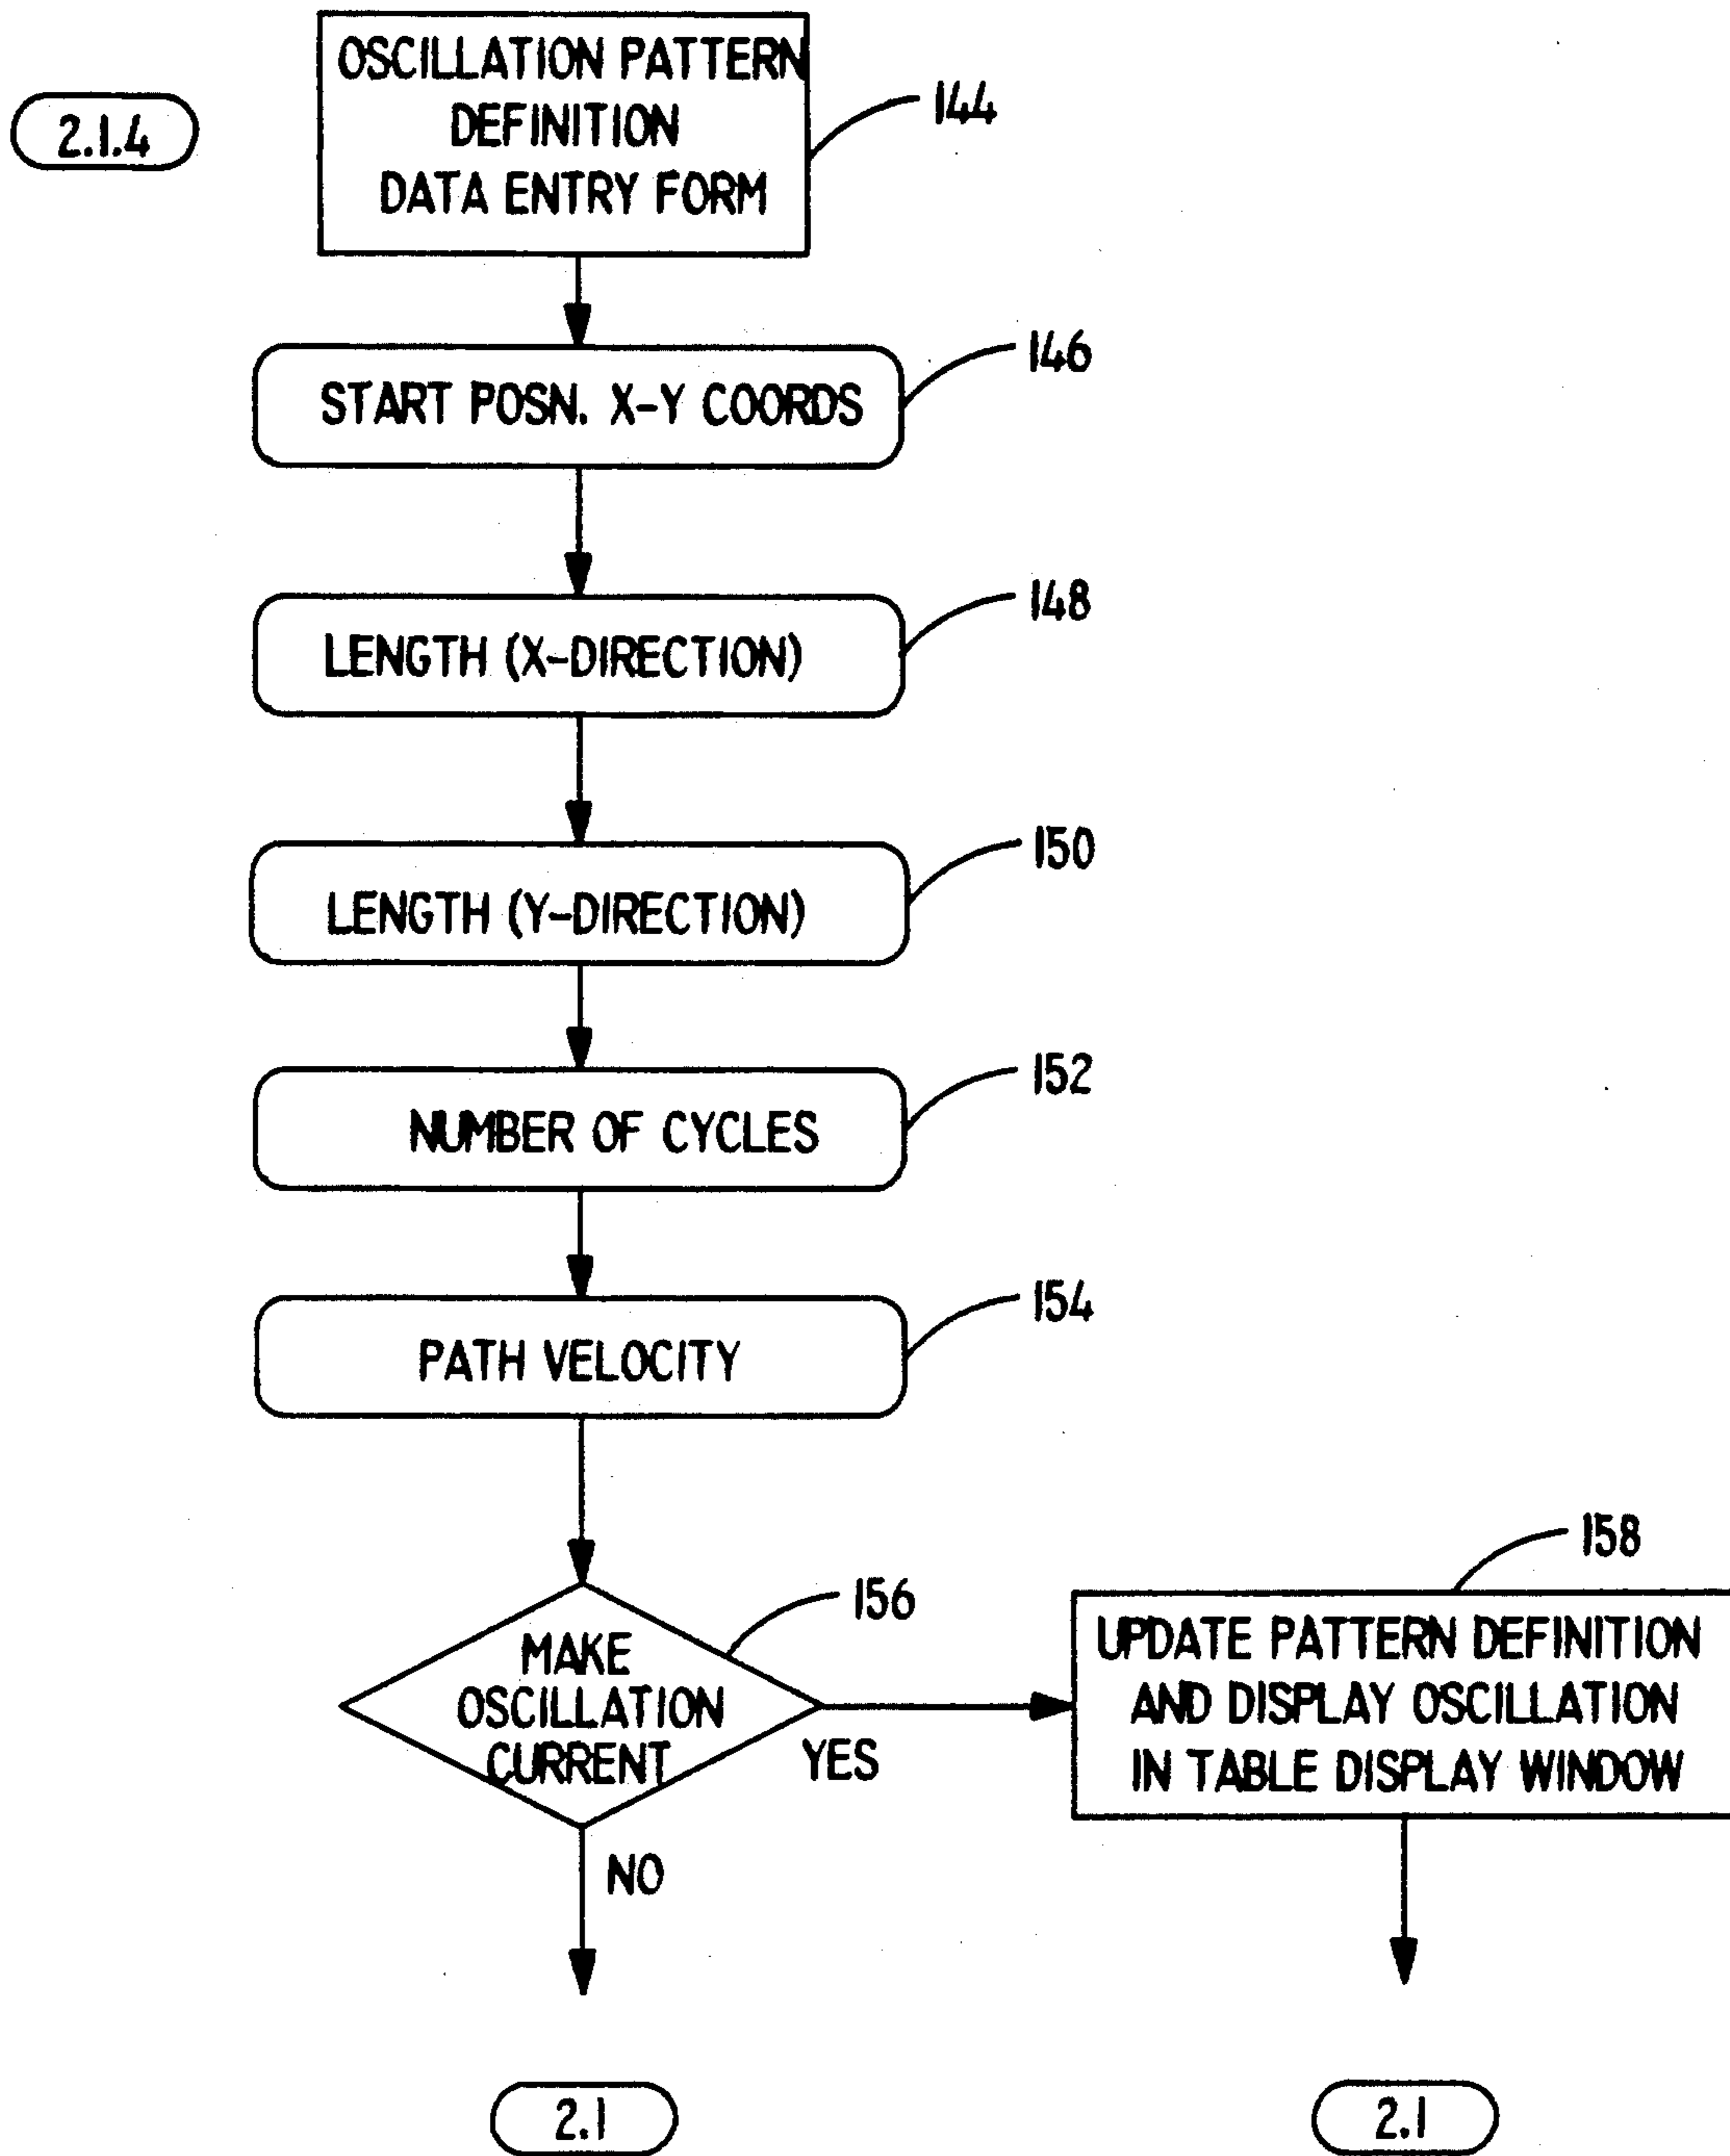 OSCILLATION PATTERN
DEFINITION
DATA ENTRY FORM
144
2.1.4
START POSN. X-Y COORDS
146
LENGTH (X-DIRECTION)
148
LENGTH (Y-DIRECTION)
150
NUMBER OF CYCLES
152
PATH VELOCITY
154
MAKE
OSCILLATION
CURRENT
156
YES
NO
158
UPDATE PATTERN DEFINITION
AND DISPLAY OSCILLATION
IN TABLE DISPLAY WINDOW
2.1
2.1